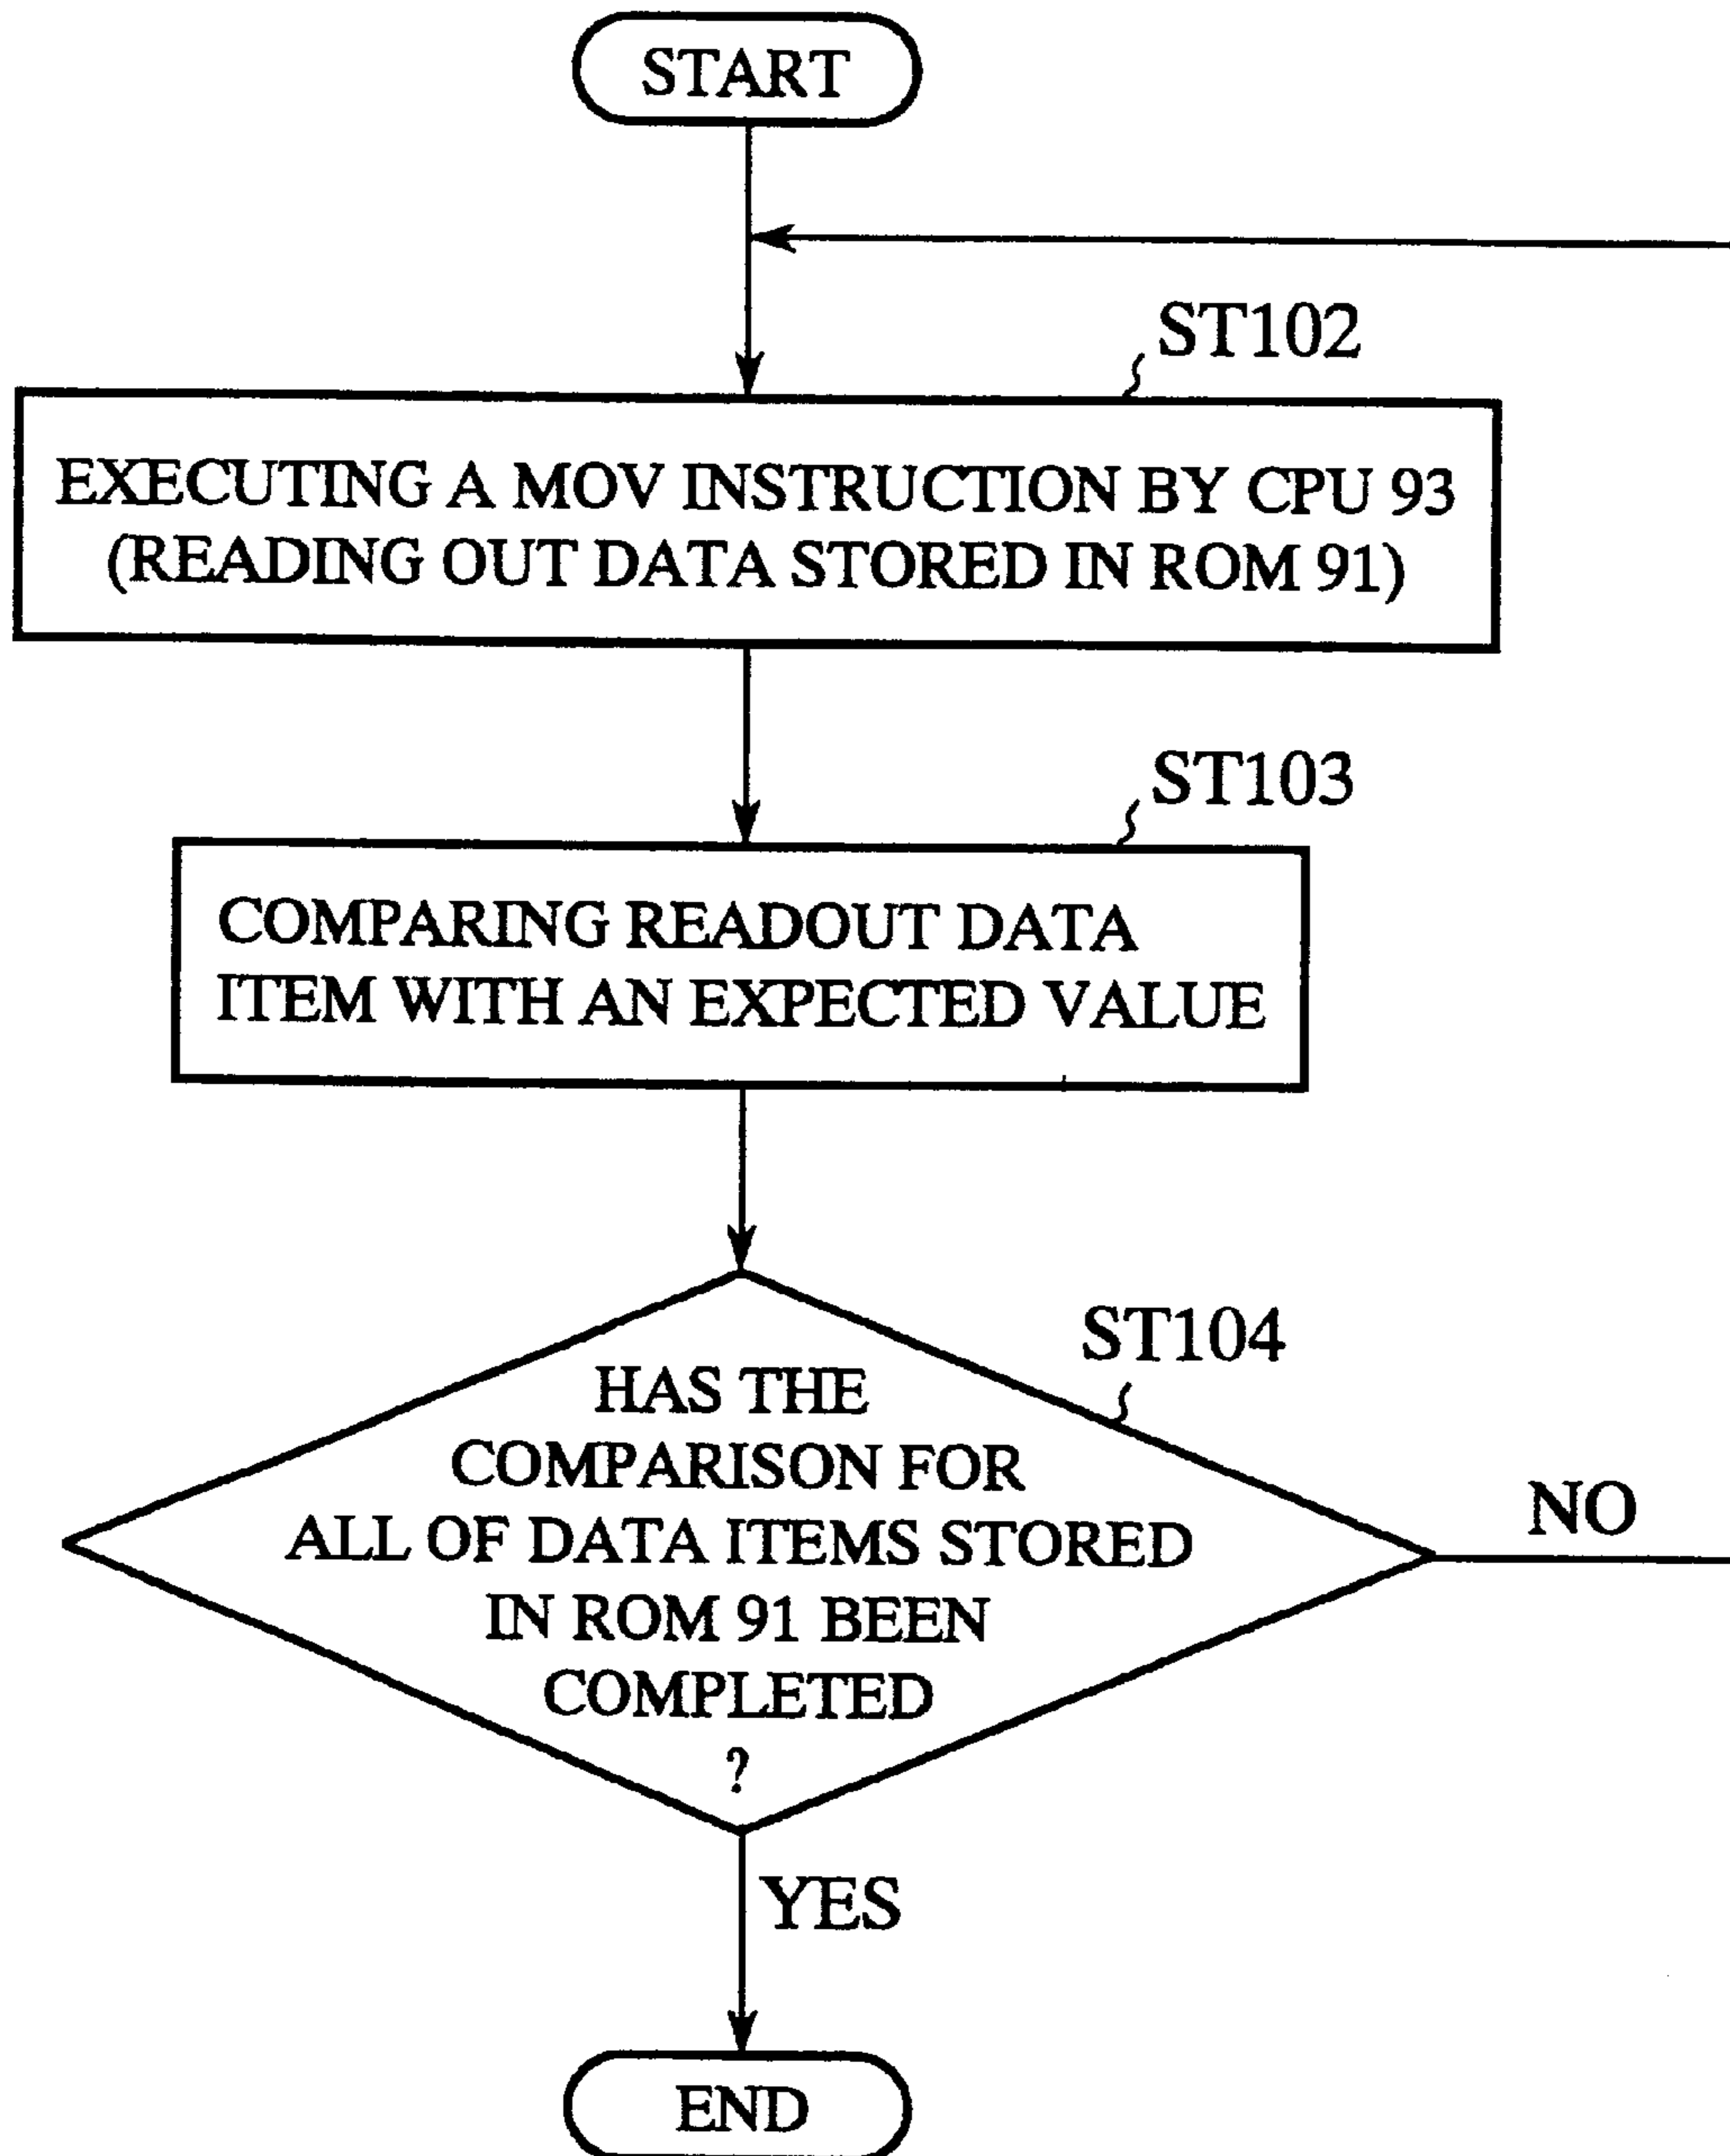 START
ST102
EXECUTING A MOV INSTRUCTION BY CPU 93
(READING OUT DATA STORED IN ROM 91)
ST103
COMPARING READOUT DATA
ITEM WITH AN EXPECTED VALUE
ST104
HAS THE
COMPARISON FOR
ALL OF DATA ITEMS STORED
IN ROM 91 BEEN
COMPLETED
?
NO
YES
END